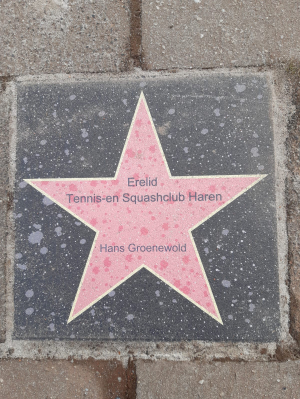 Erelid
Tennis-en Squashclub Haren
Hans Groenewold